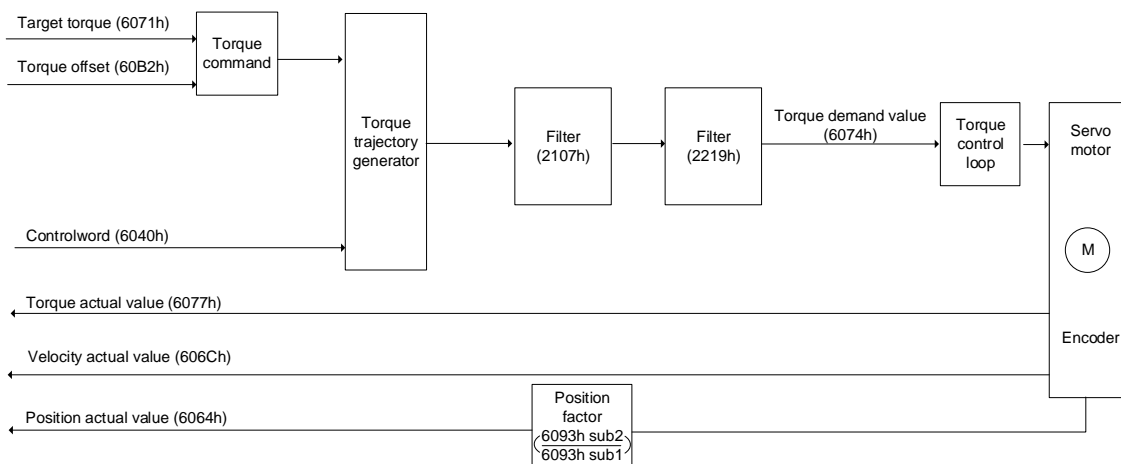 Target torque (6071h)
Torque offset (60B2h)
Torque
command
Torque
trajectory
generator
Filter
(2107h)
Filter
(2219h)
Torque demand value
(6074h)
Torque
control
loop
Servo
motor
M
Encoder
Controlword (6040h)
Torque actual value (6077h)
Velocity actual value (606Ch)
Position actual value (6064h)
Position
factor
(6093h sub2
6093h sub1)